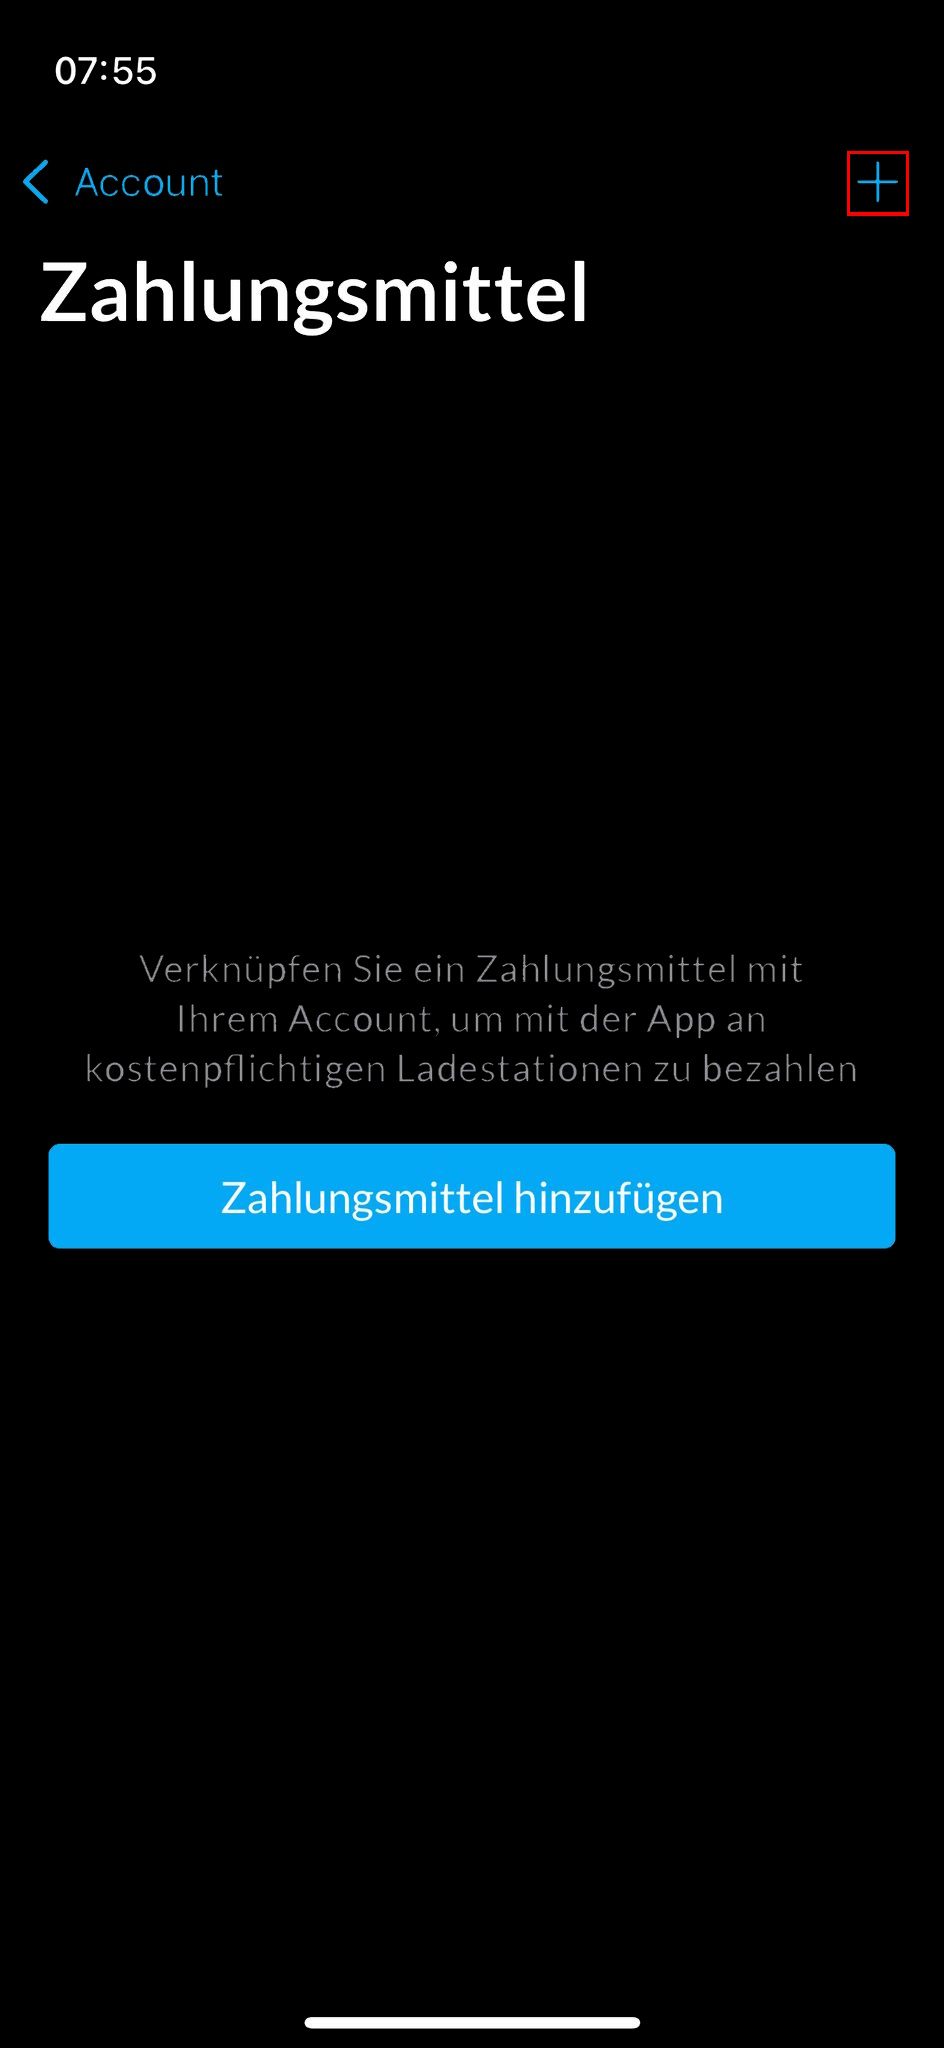 07:55
Account
Zahlungsmittel
Verknüpfen Sie ein Zahlungsmittel mit
Ihrem Account, um mit der App an
kostenpflichtigen Ladestationen zu bezahlen
Zahlungsmittel hinzufügen